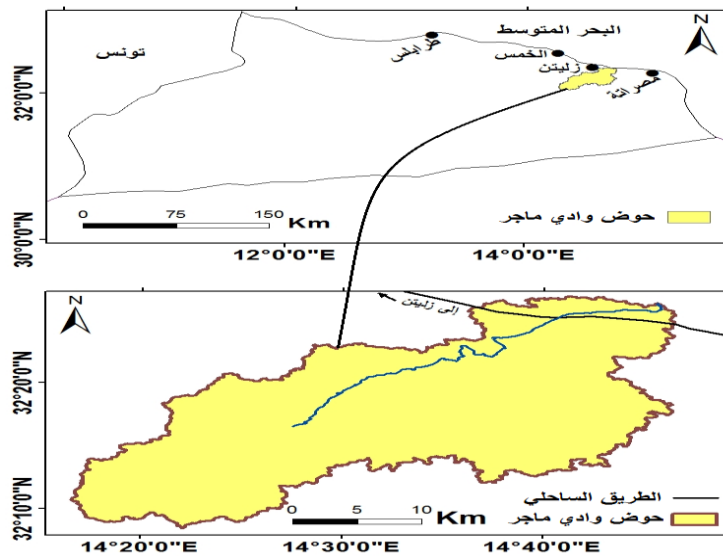 البحر المتوسط
N
تونس
طرابلس
الخمس
زليتن
مصراتة
32°0'0"N
30°0'0"N
0 75 150
Km
حوض وادي ماجر
12°0'0"E
14°0'0"E
N
إلى زليتن
32°20'0"N
32°10'0"N
0 5 10
Km
الطريق الساحلي
حوض وادي ماجر
14°20'0"E
14°30'0"E
14°40'0"E